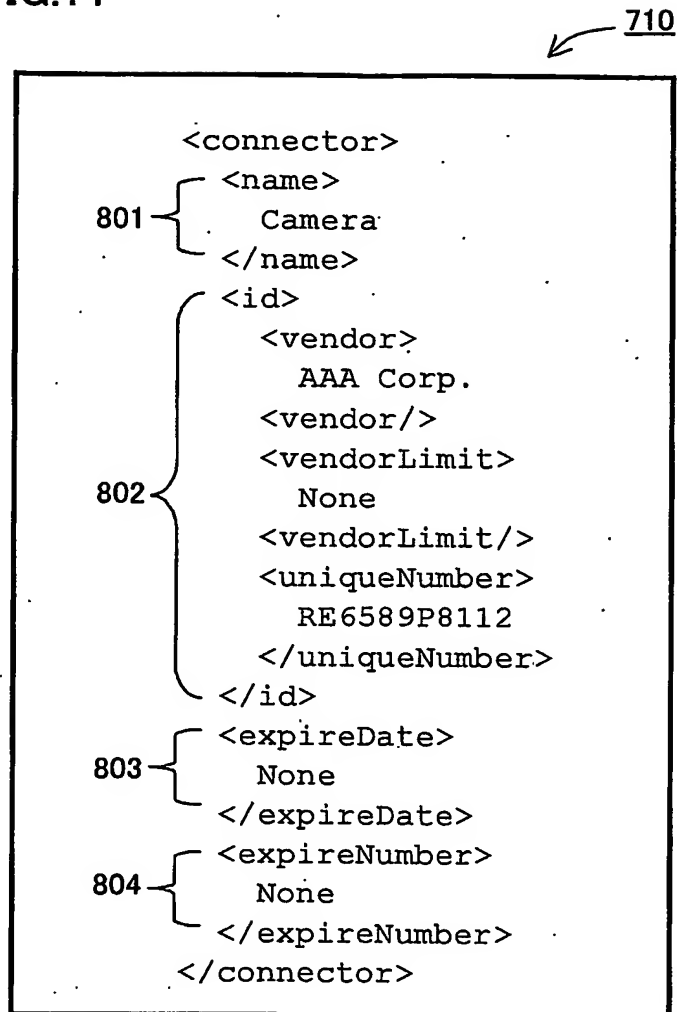 710
<connector>
<name>
801
Camera
</name>
<id>
<vendor>
AAA Corp.
<vendor/>
<vendorLimit>
802
None
<vendorLimit/>
<uniqueNumber>
RE6589P8112
</uniqueNumber>
</id>
<expireDate>
803
None
</expireDate>
<expireNumber>
804
None
</expireNumber>
</connector>